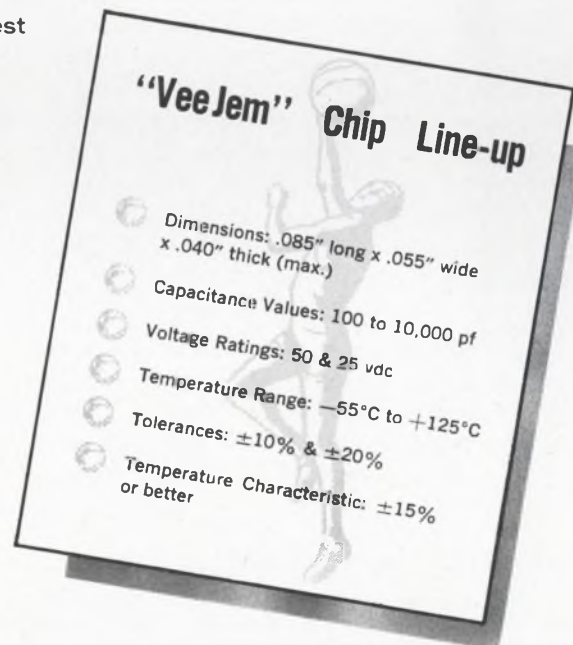 est
“VeeJem” Chip Line-up
Dimensions: .085” long x .055” wide
x .040” thick (max.)
Capacitance Values: 100 to 10,000 pf
Voltage Ratings: 50 & 25 vdc
Temperature Range: —55°C to +125°C
Tolerances: ±10% & ±20%
Temperature Characteristic: ±15%
or better